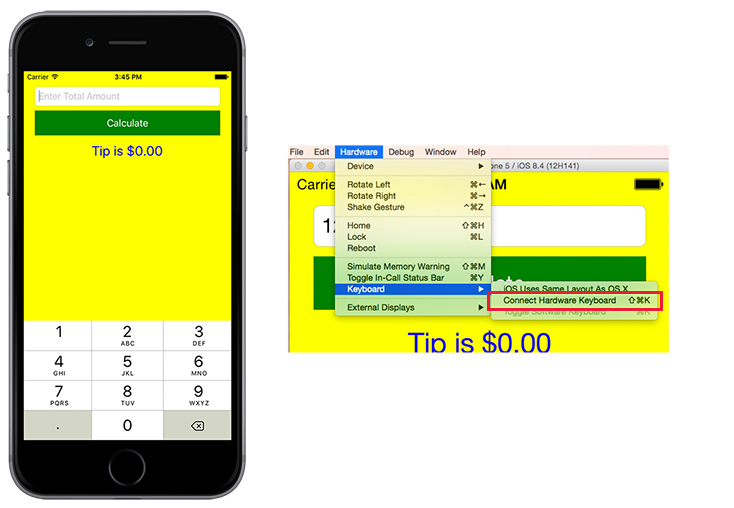 Carrier 3:45 PM
Enter Total Amount
Calculate
Tip is $0.00
1 2 3
ABC DEF
4 5 6
GHI JKL MNO
7 8 9
PQRS TUV WXYZ
. 0
File Edit Hardware Debug Window Help
Device ▶ one 5 / iOS 8.4 (12H141)
Carrie AM
Rotate Left ⌘←
Rotate Right ⌘→
Shake Gesture ^⌘Z
12
Home ⇧⌘H
Lock ⌘L
Reboot
Simulate Memory Warning ⇧⌘M
Toggle In-Call Status Bar ⌘Y
Keyboard ▶ iOS Uses Same Layout As OS X
Connect Hardware Keyboard ⇧⌘K
External Displays ▶ Toggle Software Keyboard ⌘K
Tip is $0.00